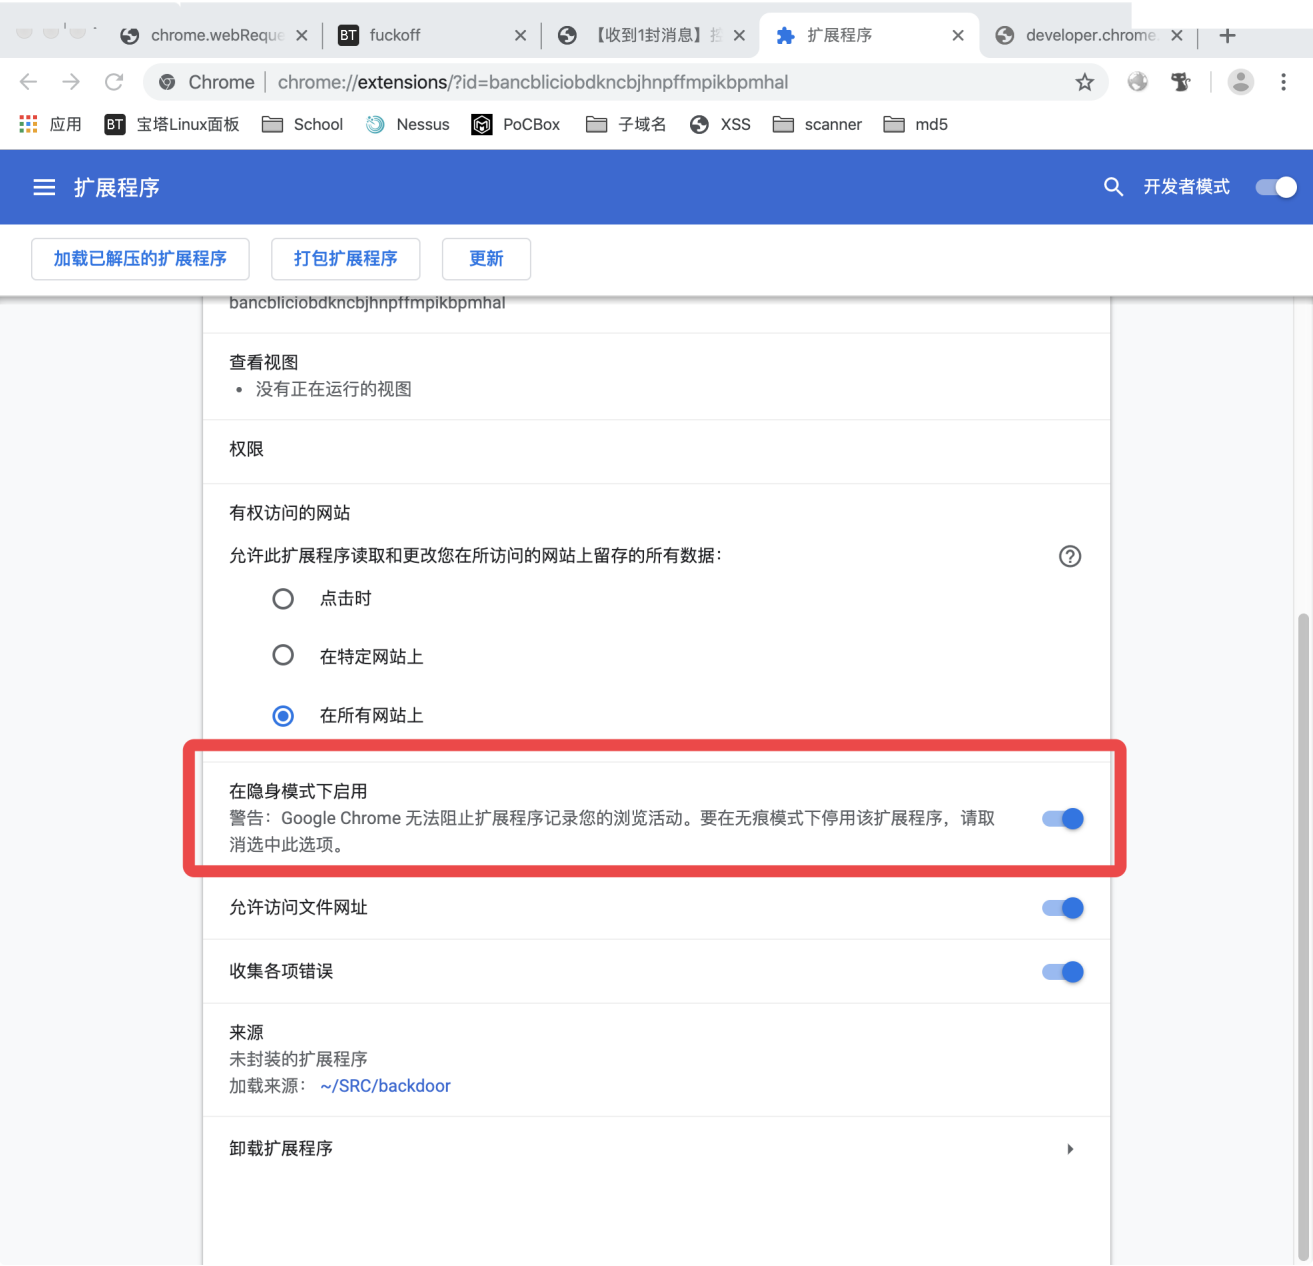 chrome.webReque
fuckoff
【收到1封消息】
扩展程序
developer.chrome.
Chrome
chrome://extensions/?id=bancbliciobdkncbjhnpffmpikbpmhal
应用
BT
宝塔Linux面板
School
Nessus
PoCBox
子域名
XSS
scanner
md5
扩展程序
开发者模式
加载已解压的扩展程序
打包扩展程序
更新
bancbliciobdkncbjhnpffmpikbpmhal
查看视图
• 没有正在运行的视图
权限
有权访问的网站
允许此扩展程序读取和更改您在所访问的网站上留存的所有数据：
点击时
在特定网站上
在所有网站上
在隐身模式下启用
警告：Google Chrome 无法阻止扩展程序记录您的浏览活动。要在无痕模式下停用该扩展程序，请取
消选中此选项。
允许访问文件网址
收集各项错误
来源
未封装的扩展程序
加载来源： ~/SRC/backdoor
卸载扩展程序